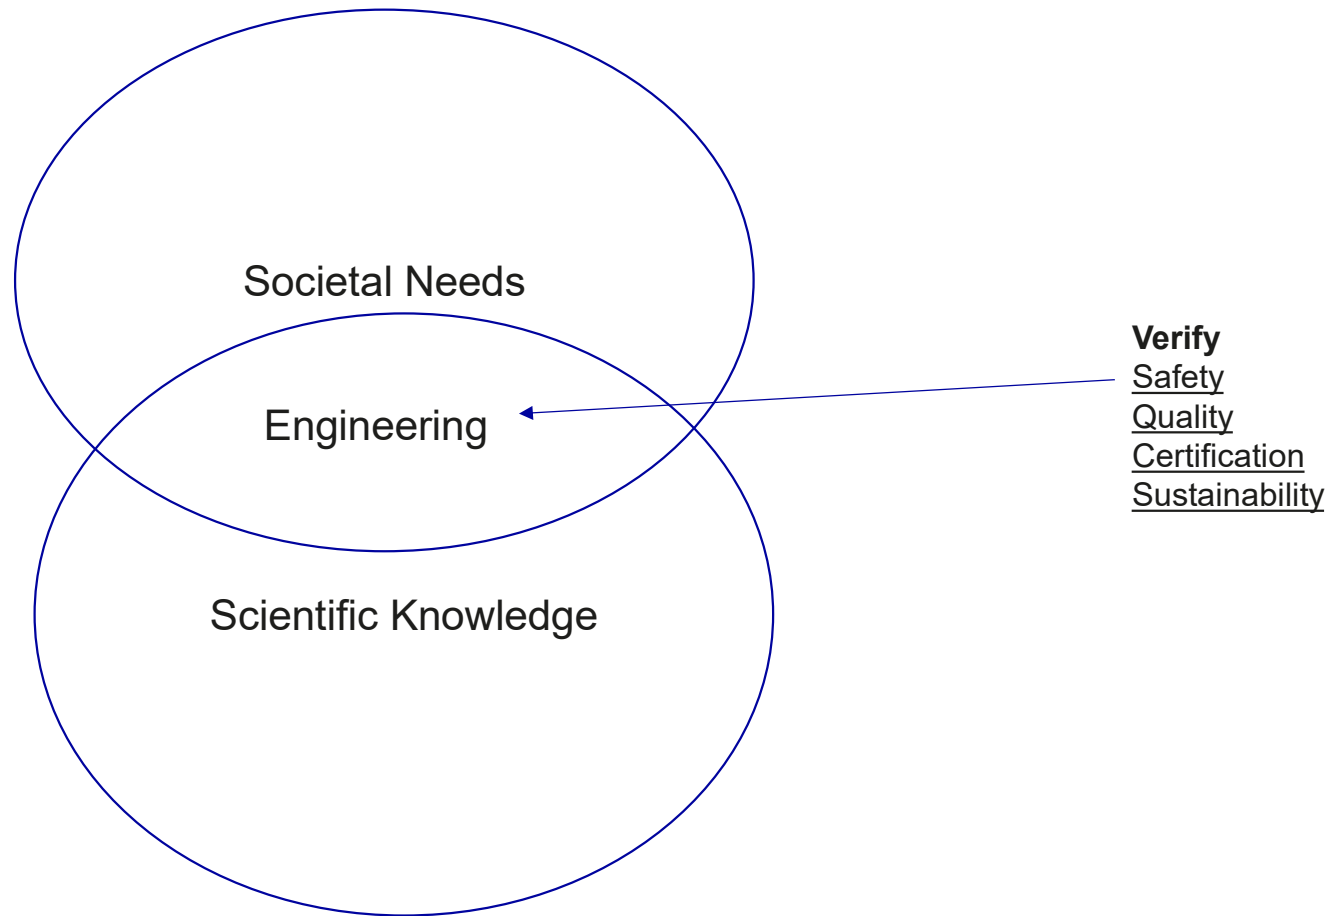 Societal Needs
Engineering
Scientific Knowledge
Verify
Safety
Quality
Certification
Sustainability